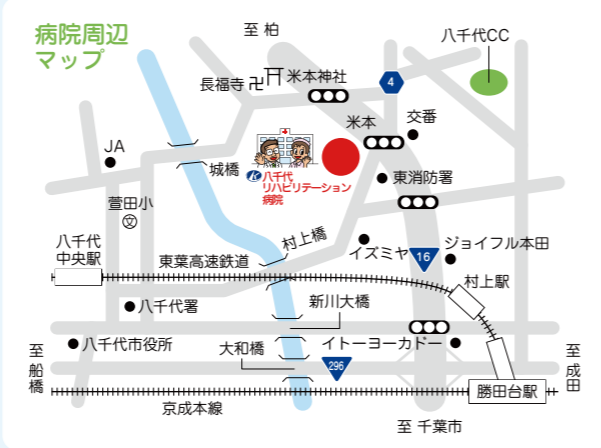 病院周辺
マップ
至 柏
八千代CC
長福寺 卍
米本神社
4
米本
交番
JA
城橋
K 八千代
リハビリテーション
病院
東消防署
萱田小
文
八千代
中央駅
東葉高速鉄道
村上橋
イズミヤ
16
ジョイフル本田
村上駅
八千代署
新川大橋
八千代市役所
大和橋
イトーヨーカドー
296
至 船橋
京成本線
勝田台駅
至 成田
至 千葉市